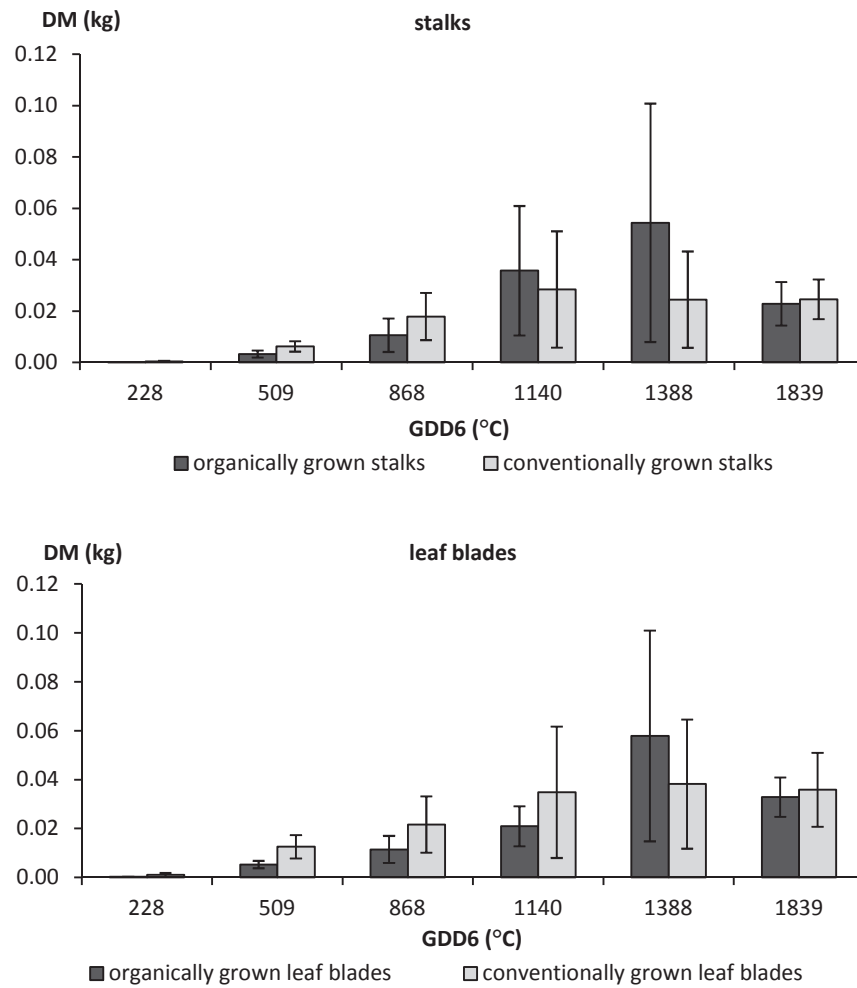 DM (kg)
stalks
0.12
0.10
0.08
0.06
0.04
0.02
0.00
228 509 868 1140 1388 1839
GDD6 (°C)
organically grown stalks conventionally grown stalks
DM (kg)
leaf blades
0.12
0.10
0.08
0.06
0.04
0.02
0.00
228 509 868 1140 1388 1839
GDD6 (°C)
organically grown leaf blades conventionally grown leaf blades